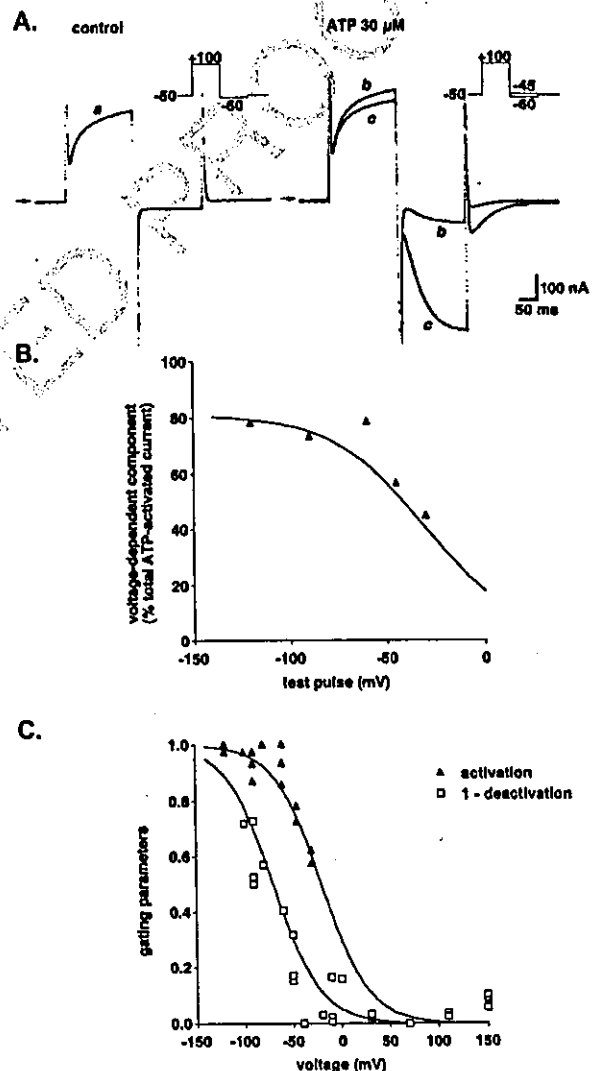 A.
control
ATP 30 µM
+100
-50
-60
a
b
c
+100
-50
-45
-60
b
c
100 nA
50 ms
B.
voltage-dependent component
(% total ATP-activated current)
100
80
60
40
20
0
-150
-100
-50
0
test pulse (mV)
C.
gating parameters
1.0
0.8
0.6
0.4
0.2
0.0
-150
-100
-50
0
50
100
150
voltage (mV)
activation
1 - deactivation